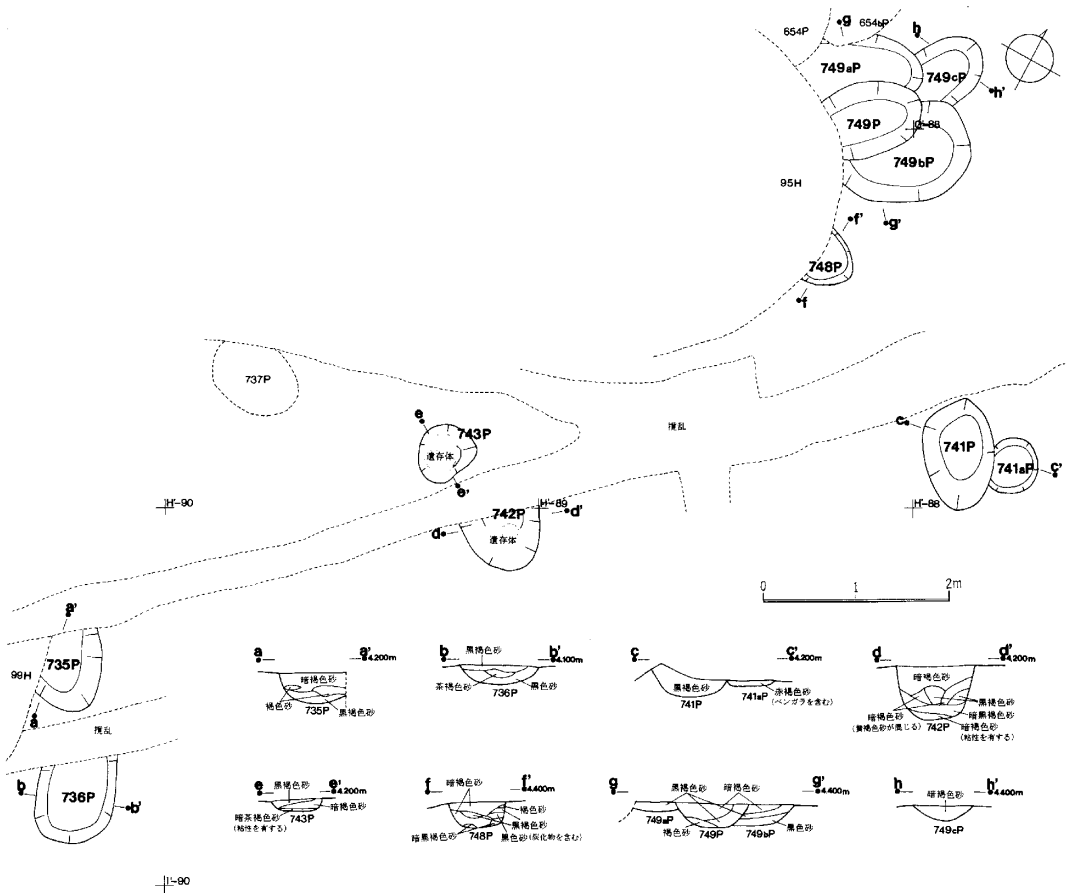 654P
g
654bP
h
749aP
749cP
h'
749P
G'-88
749bP
95H
f'
g'
748P
f
737P
e
743P
遺存体
e'
攪乱
c
741P
741aP
c'
H'-90
742P
H'-89
d'
d
遺存体
H'-88
0 1 2m
a'
99H
735P
a
攪乱
b
736P
b'
I'-90
a a'
4.200m
暗褐色砂
褐色砂
735P
黒褐色砂
b b'
4.100m
黒褐色砂
茶褐色砂
736P
黒色砂
c c'
4.200m
黒褐色砂
741P
741aP
赤褐色砂
(ベンガラを含む)
d d'
4.200m
暗褐色砂
黒褐色砂
暗黒褐色砂
暗褐色砂
(黄褐色砂が混じる)
742P
暗褐色砂
(粘性を有する)
e e'
4.200m
黒褐色砂
暗茶褐色砂
(粘性を有する)
743P
暗褐色砂
f f'
4.400m
暗褐色砂
褐色砂
黒褐色砂
暗黒褐色砂
748P
黒色砂(炭化物を含む)
g g'
4.400m
黒褐色砂
暗褐色砂
749aP
褐色砂
749P
749bP
黒色砂
h h'
4.400m
暗褐色砂
749cP